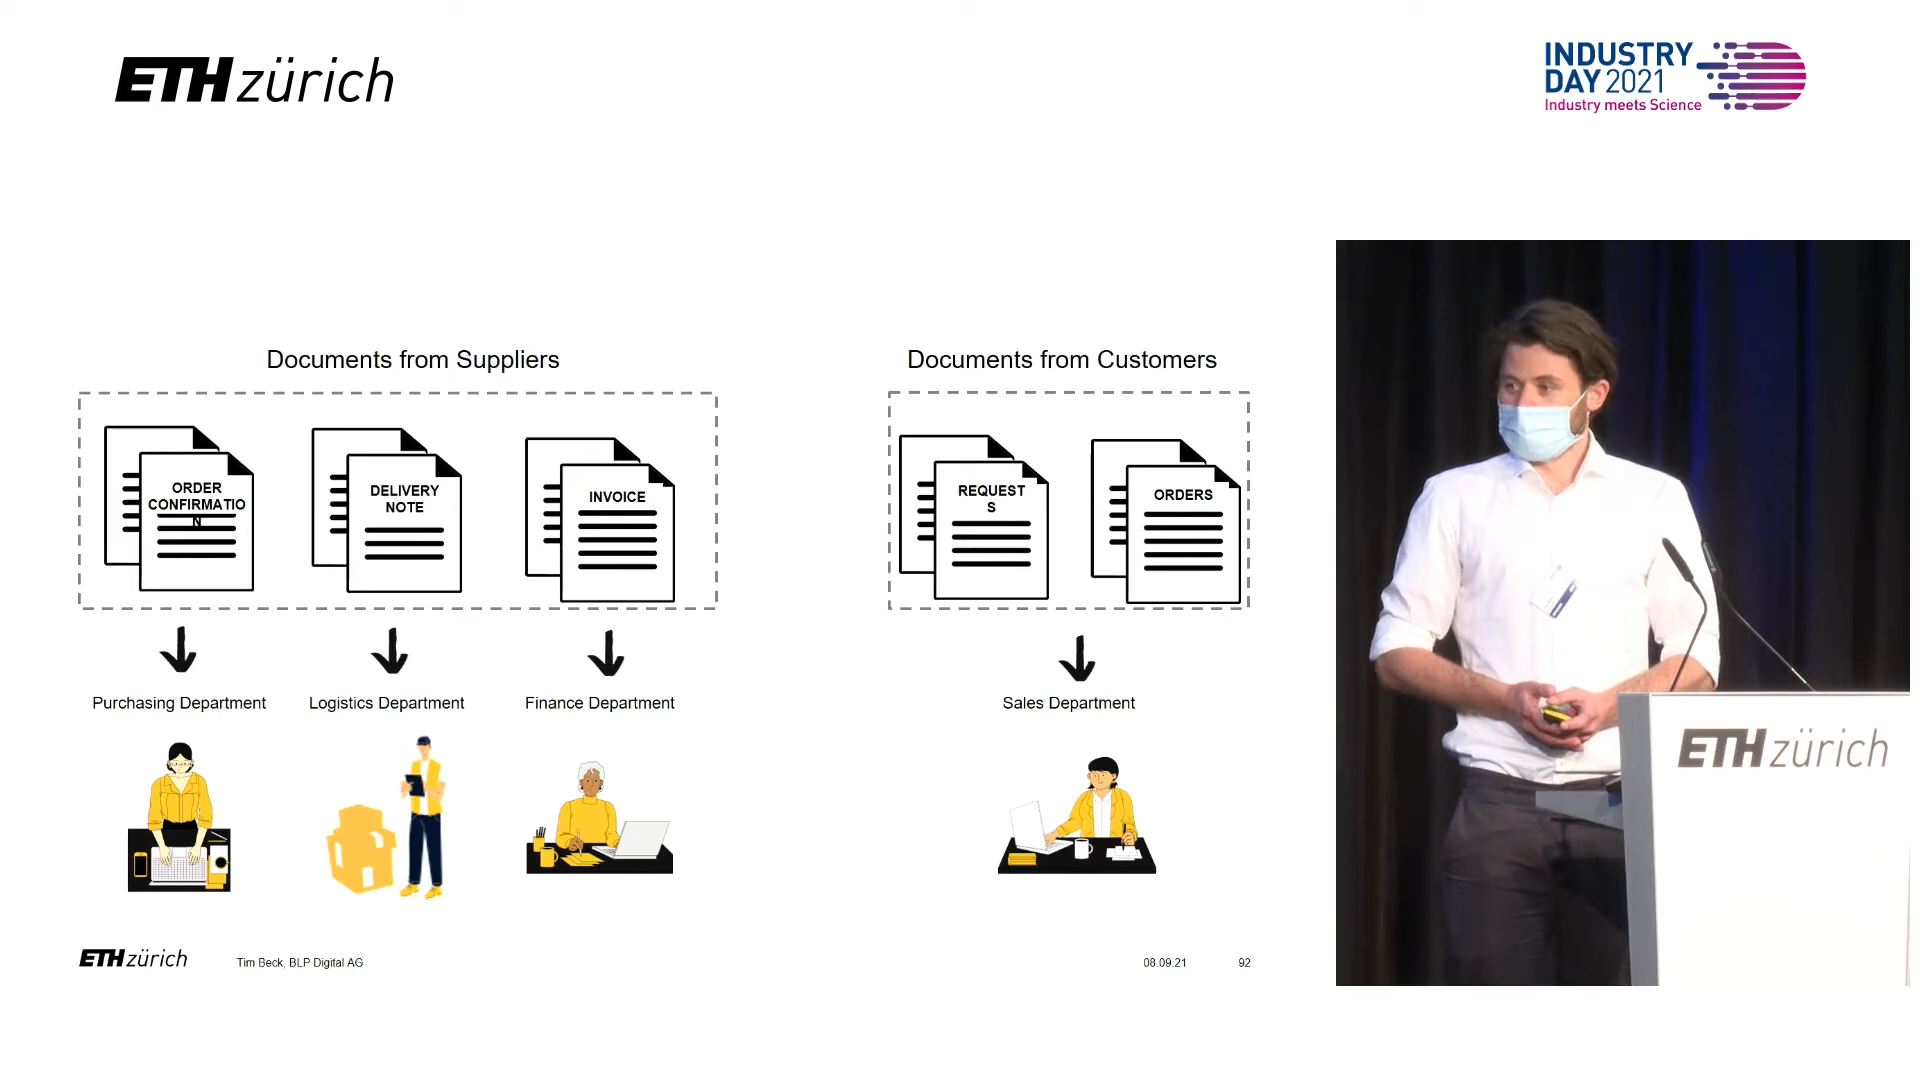 ETH zürich
INDUSTRY
DAY 2021
Industry meets Science
Documents from Suppliers
Documents from Customers
ORDER
CONFIRMATIO
N
DELIVERY
NOTE
INVOICE
REQUEST
S
ORDERS
Purchasing Department
Logistics Department
Finance Department
Sales Department
ETH zürich
ETH zürich
Tim Beck, BLP Digital AG
08.09.21
92